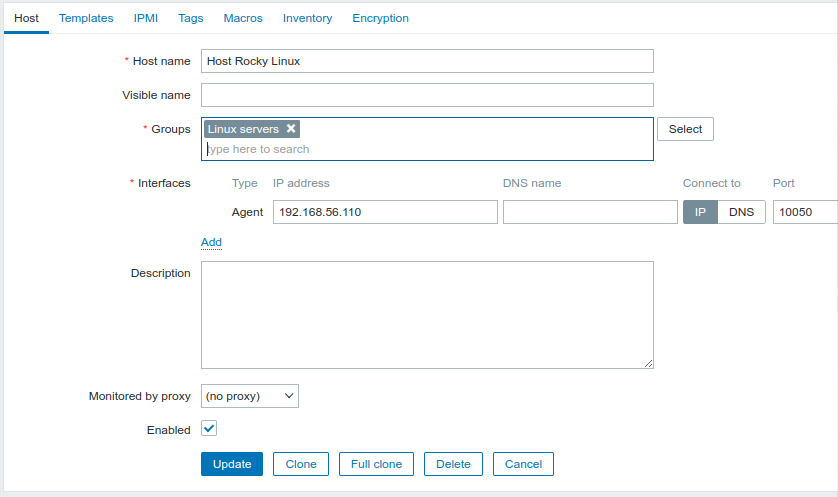 Host Templates IPMI Tags Macros Inventory Encryption
* Host name Host Rocky Linux
Visible name
* Groups Linux servers Select
type here to search
* Interfaces Type IP address DNS name Connect to Port
Agent 192.168.56.110 IP DNS 10050
Add
Description
Monitored by proxy (no proxy)
Enabled
Update Clone Full clone Delete Cancel